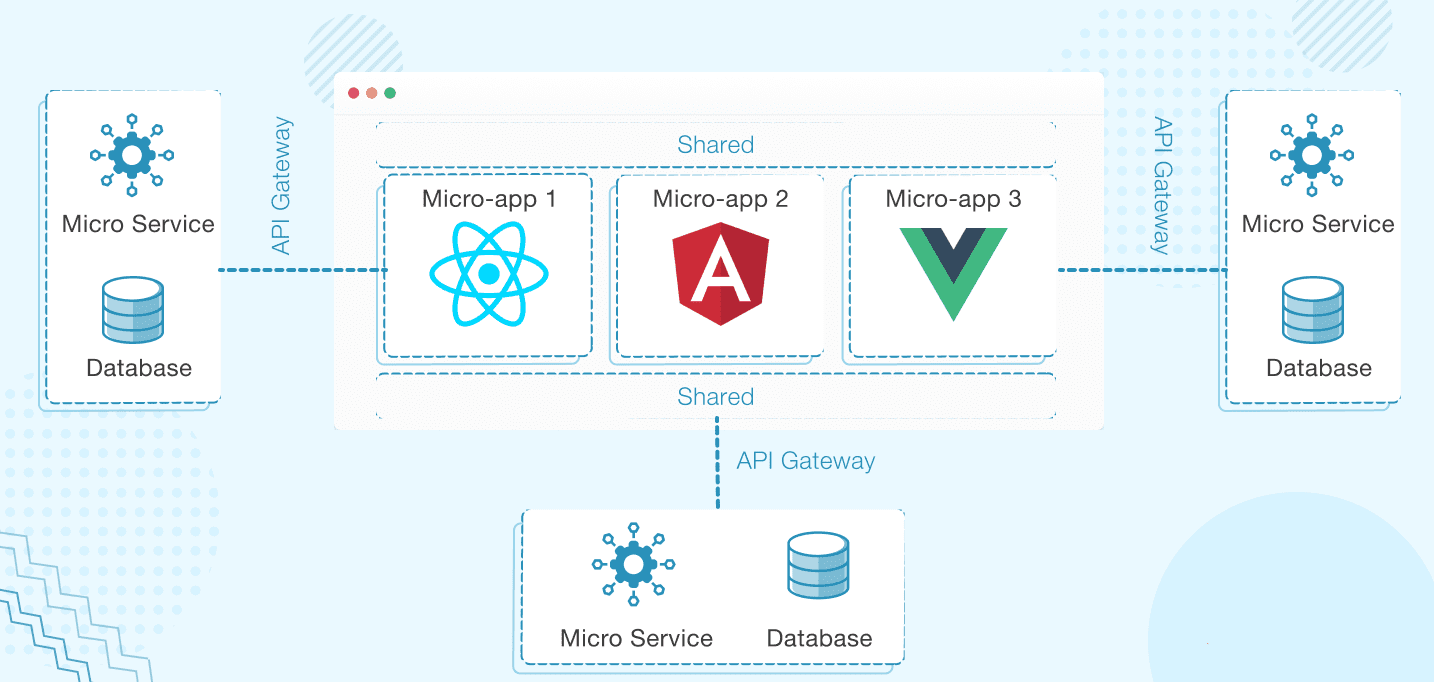 Shared
Micro-app 1
Micro-app 2
Micro-app 3
API Gateway
API Gateway
Micro Service
Database
Micro Service
Database
Shared
API Gateway
Micro Service
Database